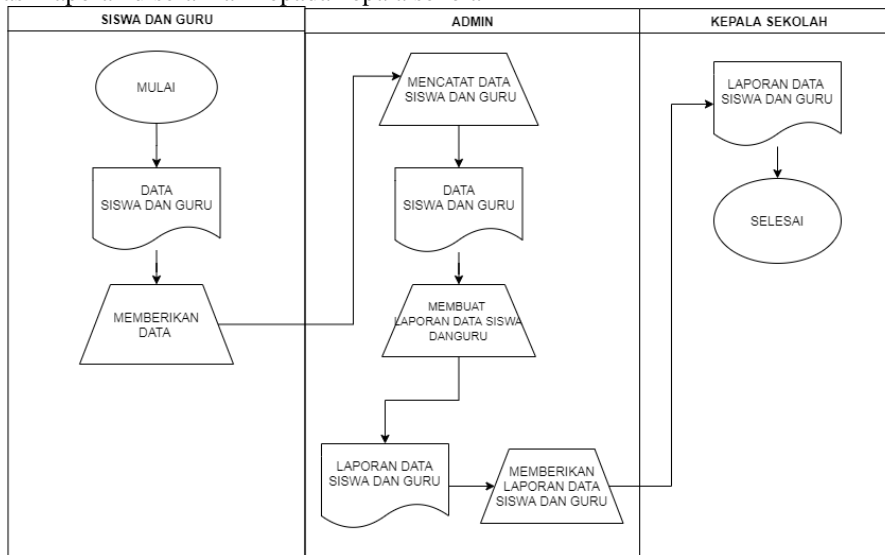 SISWA DAN GURU
ADMIN
KEPALA SEKOLAH
MULAI
DATA
SISWA DAN GURU
MEMBERIKAN
DATA
MENCATAT DATA
SISWA DAN GURU
DATA
SISWA DAN GURU
MEMBUAT
LAPORAN DATA SISWA
DANGURU
LAPORAN DATA
SISWA DAN GURU
MEMBERIKAN
LAPORAN DATA
SISWA DAN GURU
LAPORAN DATA
SISWA DAN GURU
SELESAI